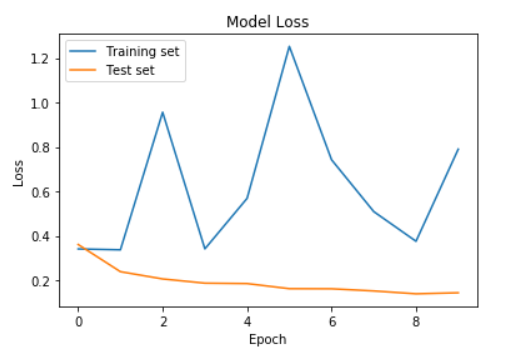 Model Loss
Training set
Test set
Loss
1.2
1.0
0.8
0.6
0.4
0.2
0 2 4 6 8
Epoch